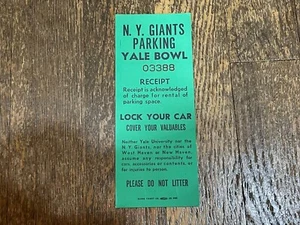 N. Y. GIANTS
PARKING
YALE BOWL
03388
RECEIPT
Receipt is acknowledged
of charge for rental of
parking space.
LOCK YOUR CAR
COVER YOUR VALUABLES
Neither Yale University nor the
N. Y. Giants, nor the cities of
West Haven or New Haven,
assume any responsibility for
cars, accessories or contents, or
for injuries to person.
PLEASE DO NOT LITTER